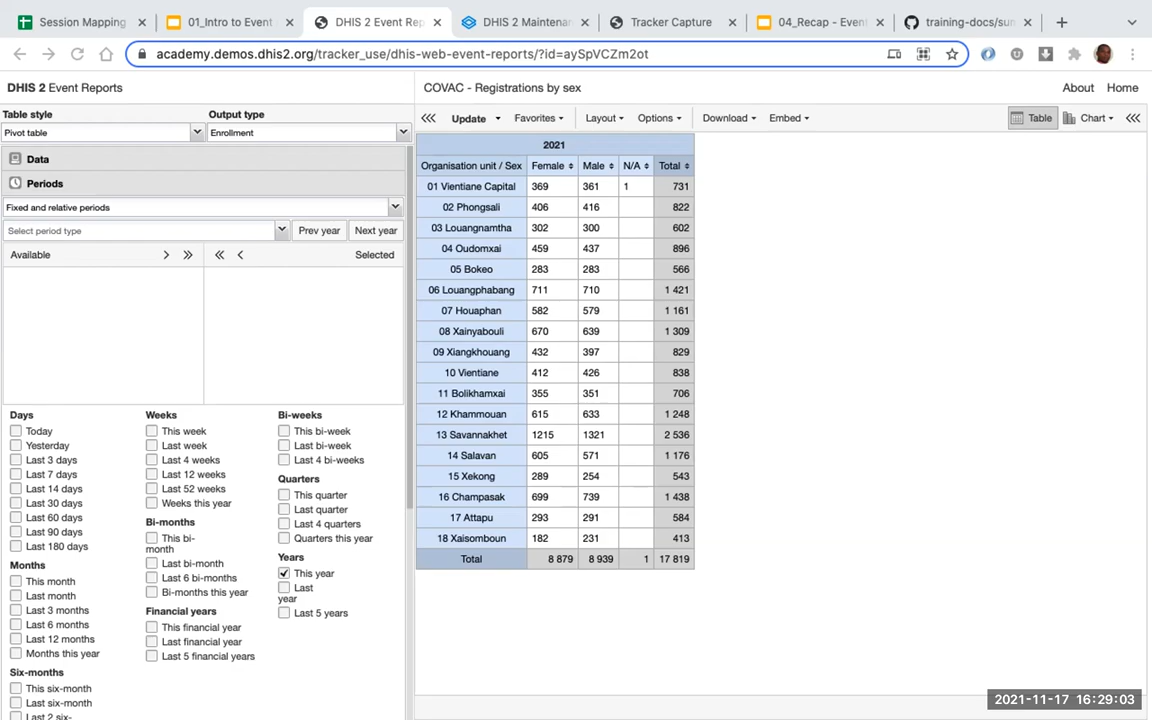 Session Mapping
01_Intro to Event
DHIS 2 Event Rep
DHIS 2 Maintenan
Tracker Capture
04_Recap - Event
training-docs/sum
academy.demos.dhis2.org/tracker_use/dhis-web-event-reports/?id=aySpVCZm2ot
DHIS 2 Event Reports
COVAC - Registrations by sex
About
Home
Table style
Output type
Pivot table
Enrollment
Update
Favorites
Layout
Options
Download
Embed
Table
Chart
Data
Periods
Fixed and relative periods
Select period type
Prev year
Next year
Available
Selected
Days
Today
Yesterday
Last 3 days
Last 7 days
Last 14 days
Last 30 days
Last 60 days
Last 90 days
Last 180 days
Months
This month
Last month
Last 3 months
Last 6 months
Last 12 months
Months this year
Six-months
This six-month
Last six-month
Last 2 six-
Weeks
This week
Last week
Last 4 weeks
Last 12 weeks
Last 52 weeks
Weeks this year
Bi-months
This bi-
month
Last bi-month
Last 6 bi-months
Bi-months this year
Financial years
This financial year
Last financial year
Last 5 financial years
Bi-weeks
This bi-week
Last bi-week
Last 4 bi-weeks
Quarters
This quarter
Last quarter
Last 4 quarters
Quarters this year
Years
This year
Last
year
Last 5 years
2021
Organisation unit / Sex Female Male N/A Total
01 Vientiane Capital 369 361 1 731
02 Phongsali 406 416 822
03 Louangnamtha 302 300 602
04 Oudomxai 459 437 896
05 Bokeo 283 283 566
06 Louangphabang 711 710 1 421
07 Houaphan 582 579 1 161
08 Xainyabouli 670 639 1 309
09 Xiangkhouang 432 397 829
10 Vientiane 412 426 838
11 Bolikhamxai 355 351 706
12 Khammouan 615 633 1 248
13 Savannakhet 1215 1321 2 536
14 Salavan 605 571 1 176
15 Xekong 289 254 543
16 Champasak 699 739 1 438
17 Attapu 293 291 584
18 Xaisomboun 182 231 413
Total 8 879 8 939 1 17 819
2021-11-17 16:29:03